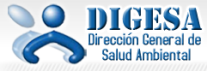 DIGESA
Dirección General de
Salud Ambiental